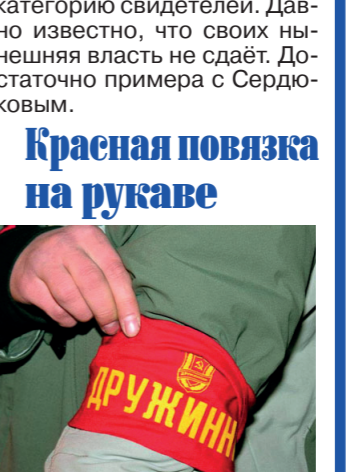 категорию свидетелей. Дав-
но известно, что своих ны-
нешняя власть не сдаёт. До-
статочно примера с Сердю-
ковым.
Красная повязка
на рукаве
ДРУЖИНН